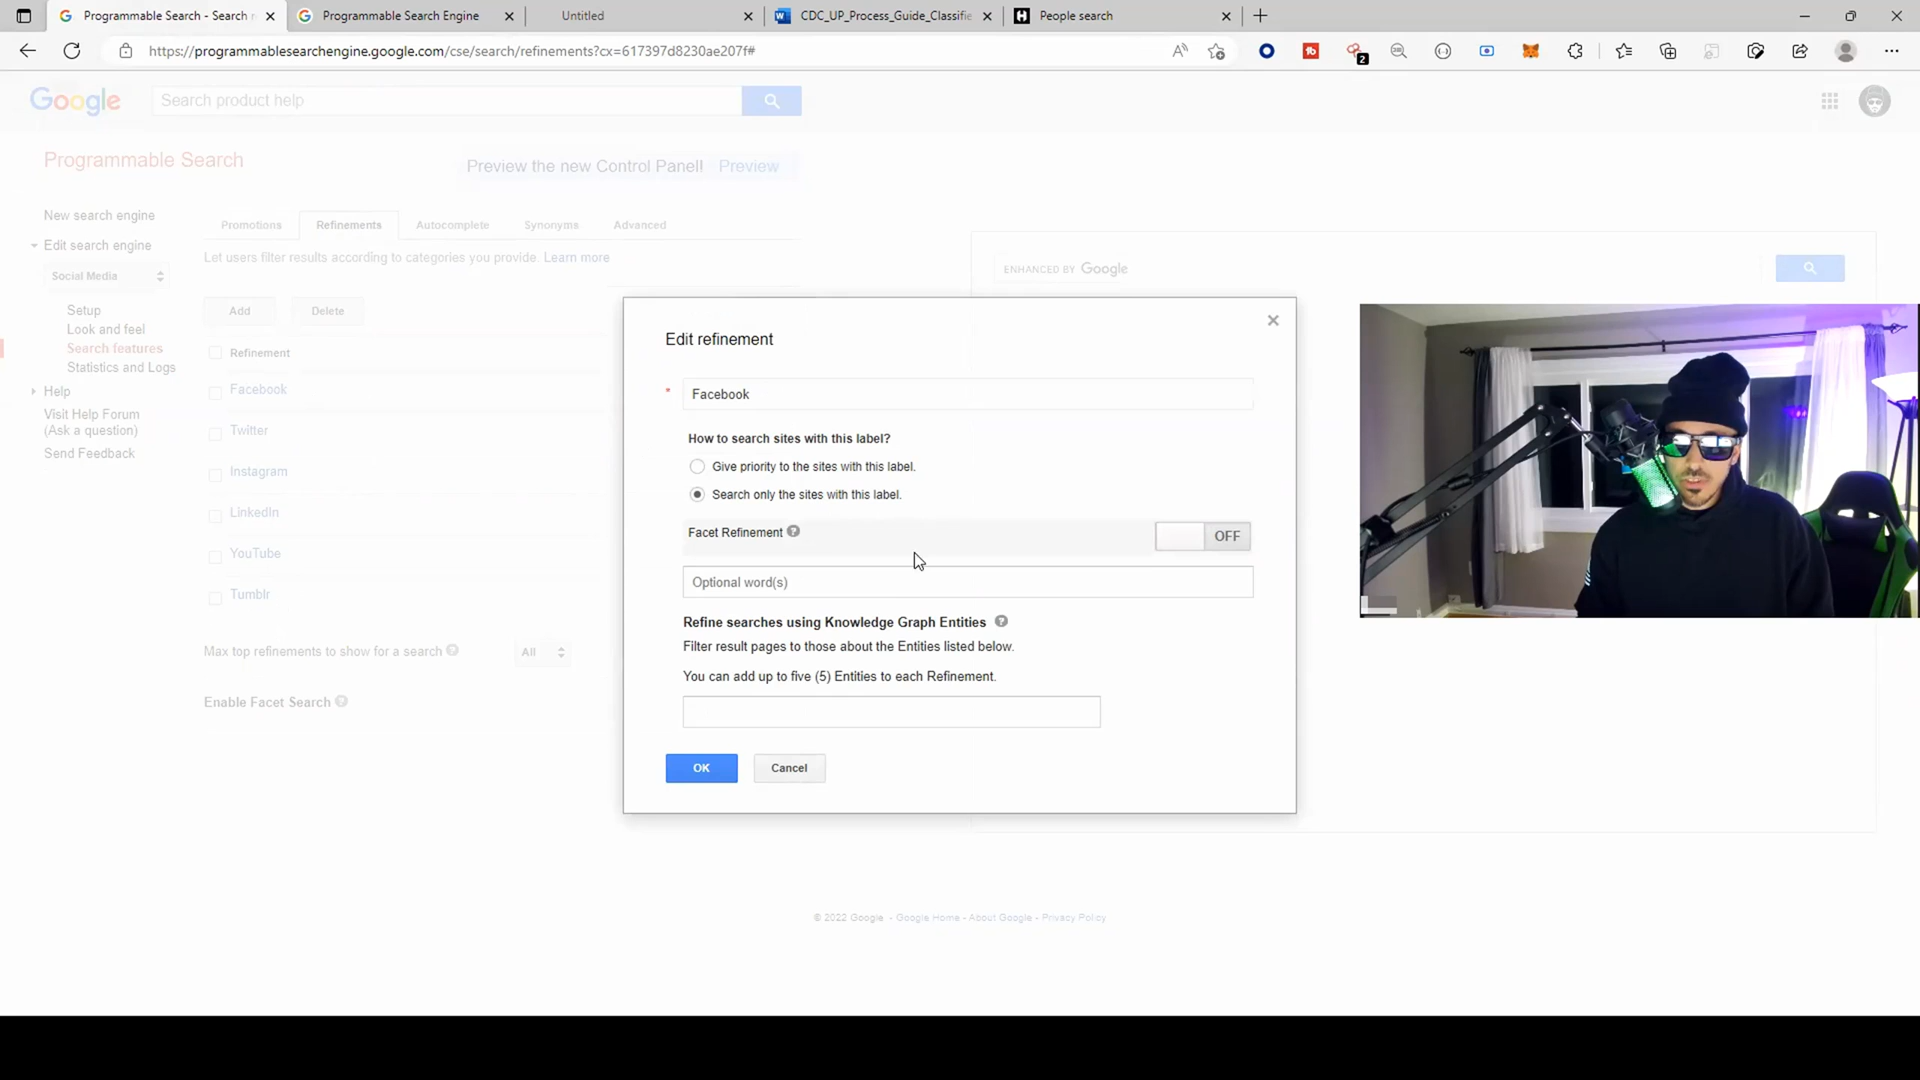 Programmable Search - Search r
Programmable Search Engine
Untitled
CDC_UP_Process_Guide_Classifie
People search
https://programmablesearchengine.google.com/cse/search/refinements?cx=617397d8230ae207f#
2
Google
Search product help
Programmable Search
Preview the new Control Panel! Preview
New search engine
Edit search engine
Social Media
Setup
Look and feel
Search features
Statistics and Logs
Help
Visit Help Forum
(Ask a question)
Send Feedback
Promotions
Refinements
Autocomplete
Synonyms
Advanced
Let users filter results according to categories you provide. Learn more
Add
Delete
Refinement
Facebook
Twitter
Instagram
LinkedIn
YouTube
Tumblr
Max top refinements to show for a search
All
Enable Facet Search
ENHANCED BY Google
Edit refinement
* Facebook
How to search sites with this label?
Give priority to the sites with this label.
Search only the sites with this label.
Facet Refinement
OFF
Optional word(s)
Refine searches using Knowledge Graph Entities
Filter result pages to those about the Entities listed below.
You can add up to five (5) Entities to each Refinement.
OK
Cancel
© 2022 Google - Google Home - About Google - Privacy Policy